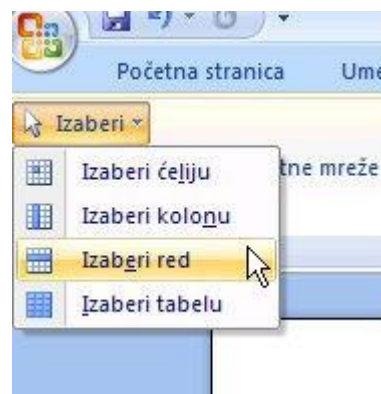 Početna stranica Ume
Izaberi
Izaberi ćeliju
tne mreže
Izaberi kolonu
Izaberi red
Izaberi tabelu